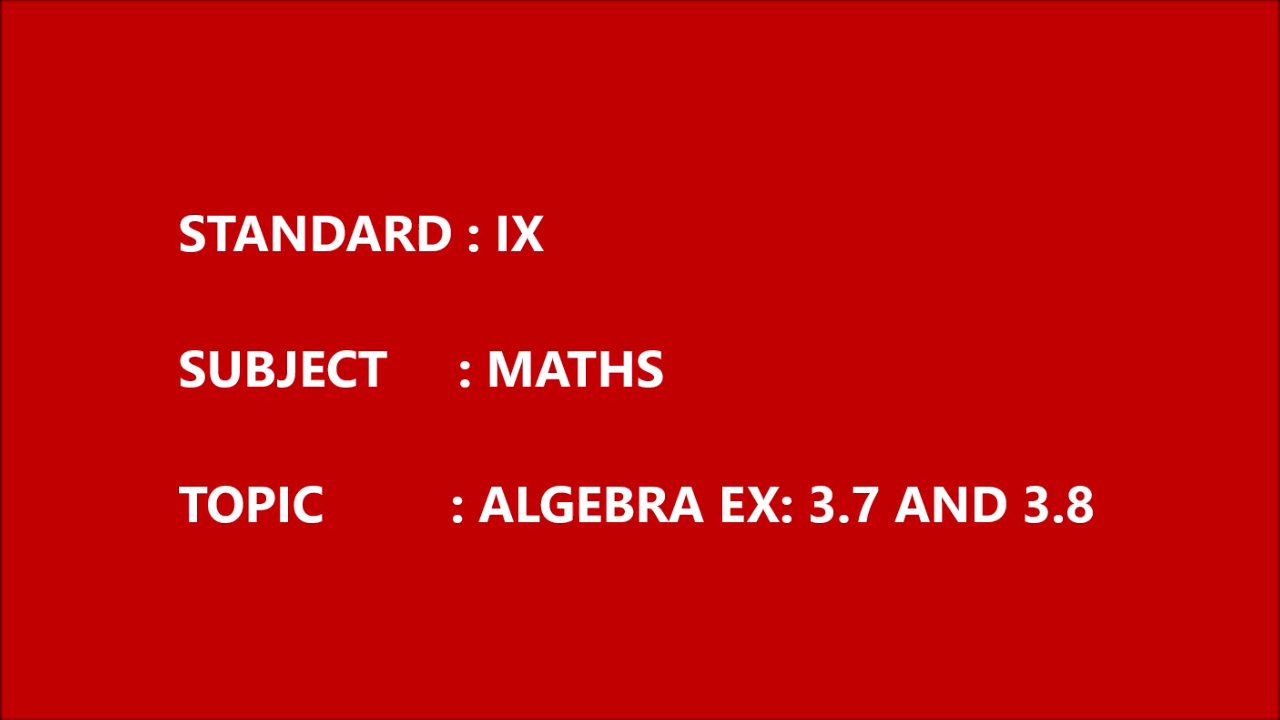 STANDARD : IX
SUBJECT : MATHS
TOPIC : ALGEBRA EX: 3.7 AND 3.8